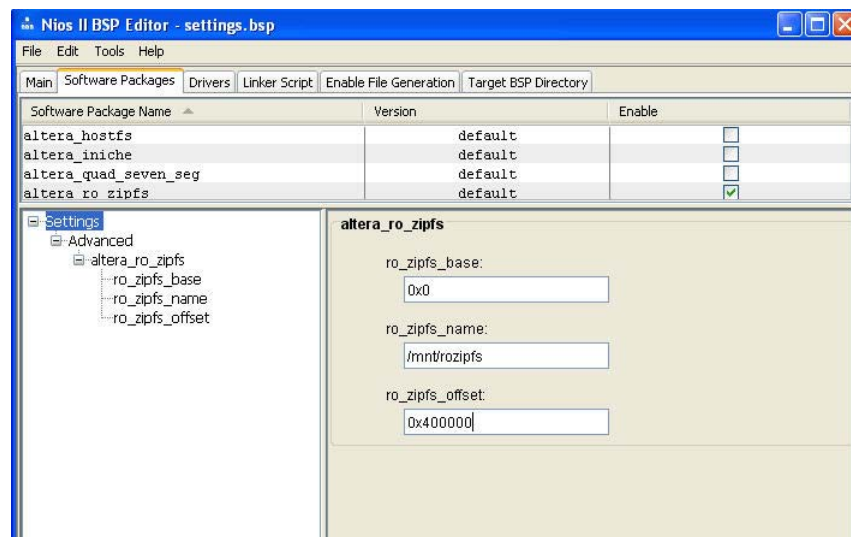 Nios II BSP Editor - settings.bsp
File Edit Tools Help
Main Software Packages Drivers Linker Script Enable File Generation Target BSP Directory
Software Package Name Version Enable
altera_hostfs default
altera_iniche default
altera_quad_seven_seg default
altera_ro_zipfs default
Settings
Advanced
altera_ro_zipfs
ro_zipfs_base
ro_zipfs_name
ro_zipfs_offset
altera_ro_zipfs
ro_zipfs_base:
0x0
ro_zipfs_name:
/mnt/rozipfs
ro_zipfs_offset:
0x400000